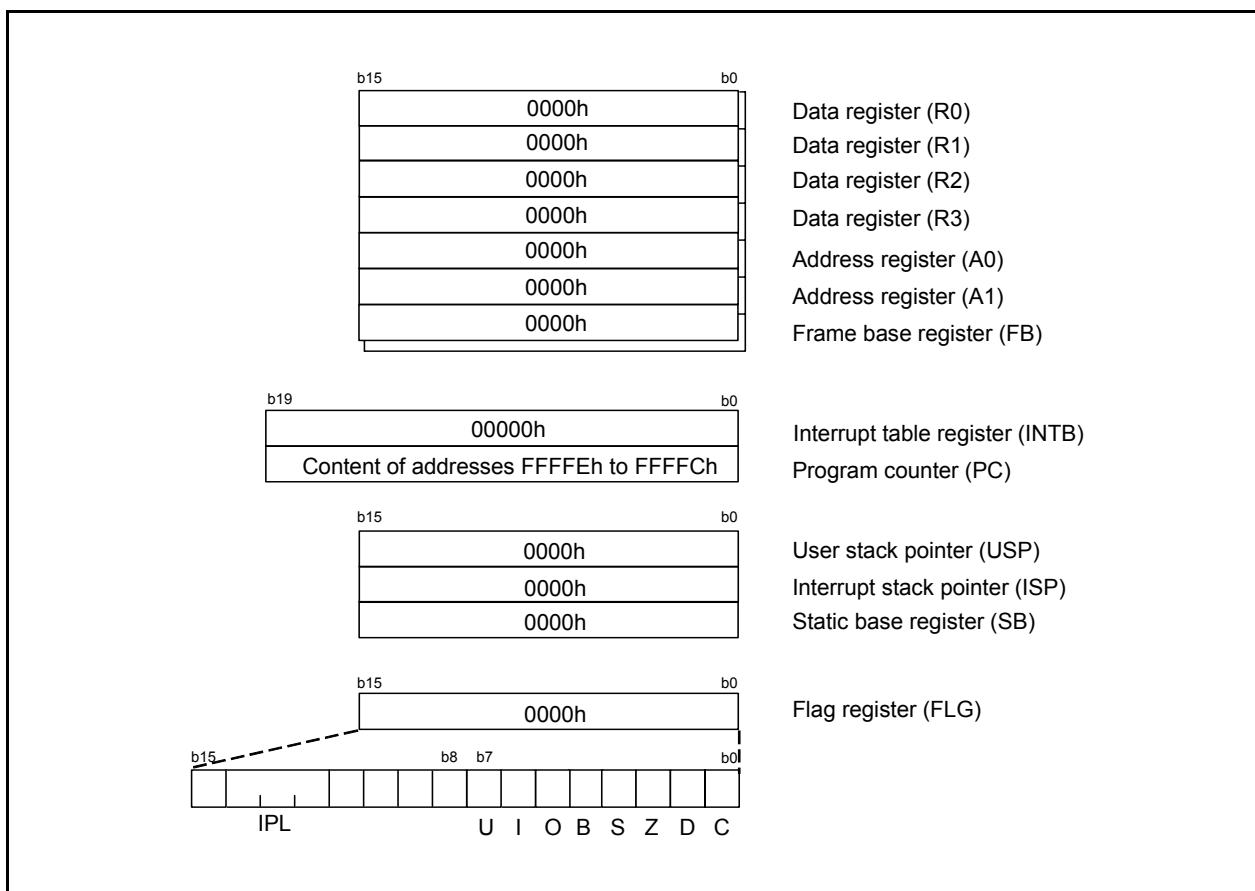 b15 b0
0000h Data register (R0)
0000h Data register (R1)
0000h Data register (R2)
0000h Data register (R3)
0000h Address register (A0)
0000h Address register (A1)
0000h Frame base register (FB)
b19 b0
00000h Interrupt table register (INTB)
Content of addresses FFFFEh to FFFFCh Program counter (PC)
b15 b0
0000h User stack pointer (USP)
0000h Interrupt stack pointer (ISP)
0000h Static base register (SB)
b15 b0
0000h Flag register (FLG)
b15 b8 b7 b0
IPL U I O B S Z D C